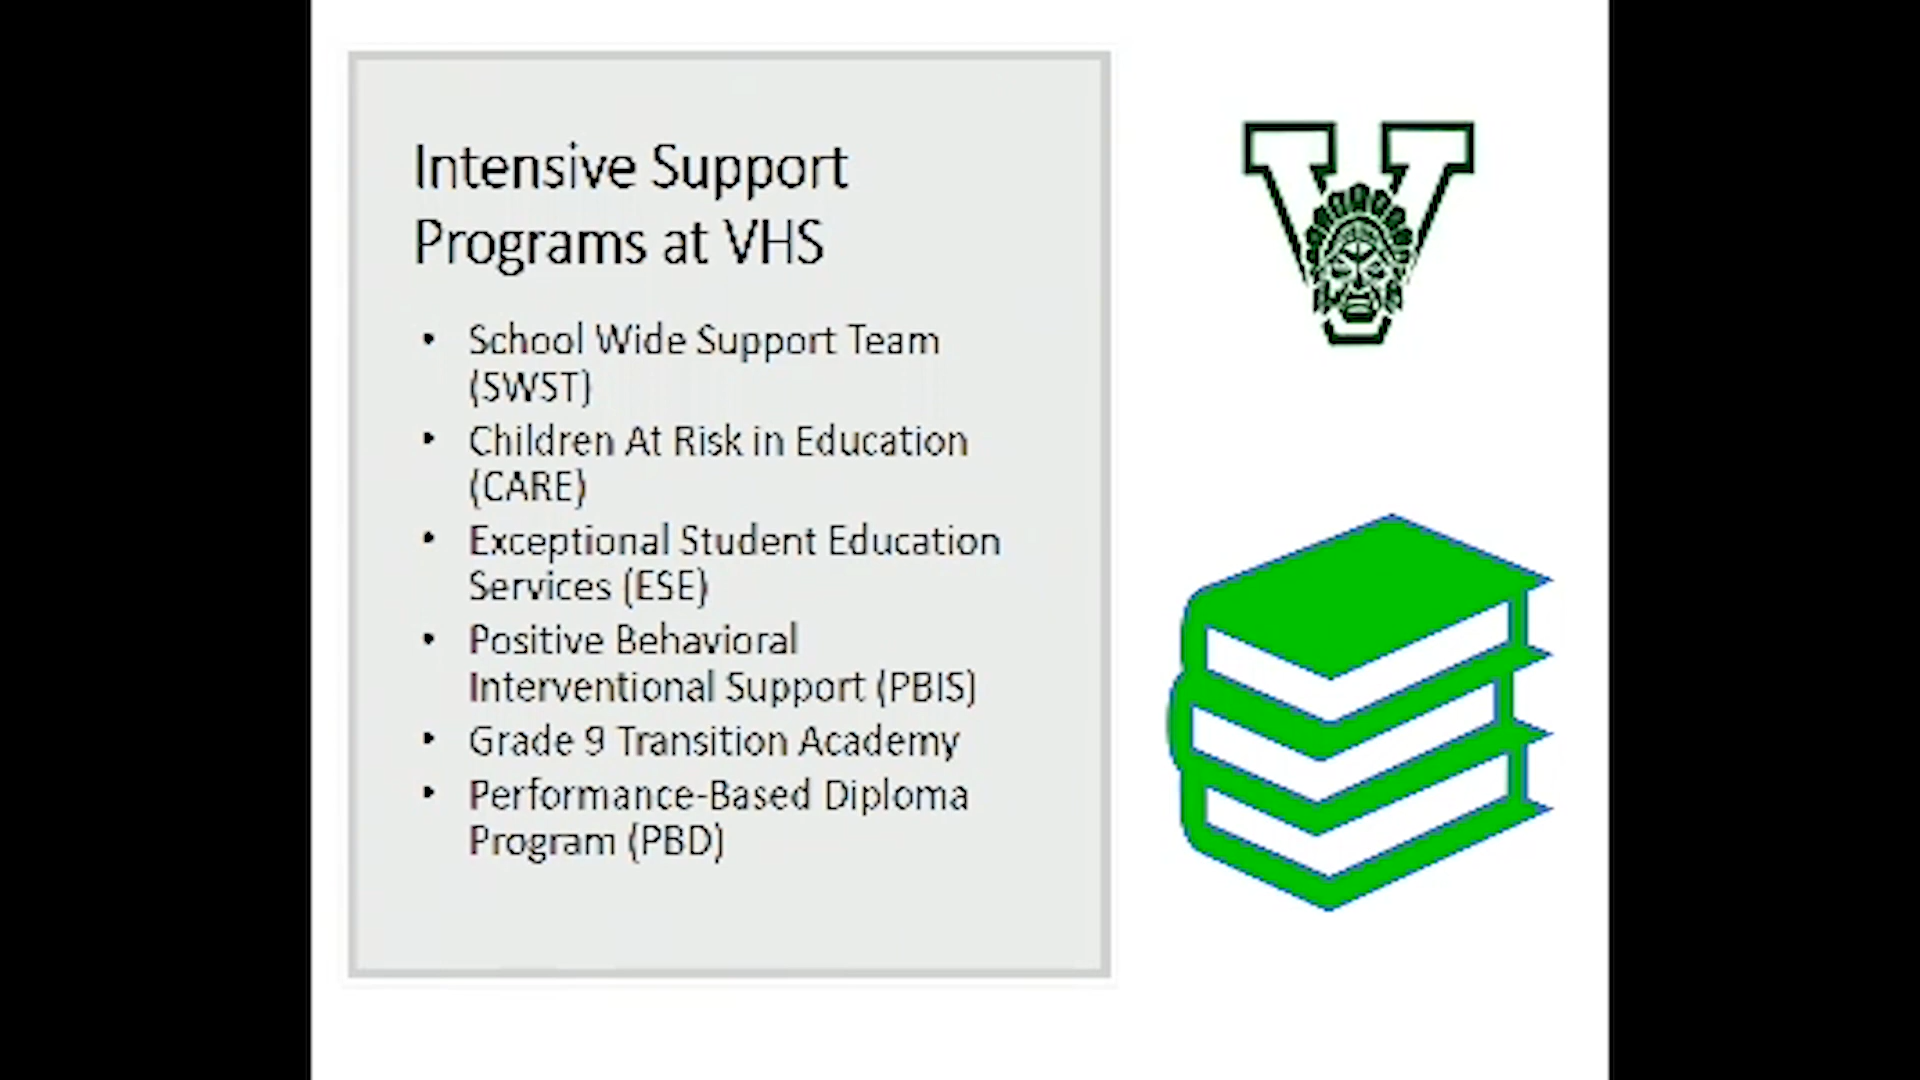 Intensive Support
Programs at VHS
• School Wide Support Team
(SWST)
• Children At Risk in Education
(CARE)
• Exceptional Student Education
Services (ESE)
• Positive Behavioral
Interventional Support (PBIS)
• Grade 9 Transition Academy
• Performance-Based Diploma
Program (PBD)
V